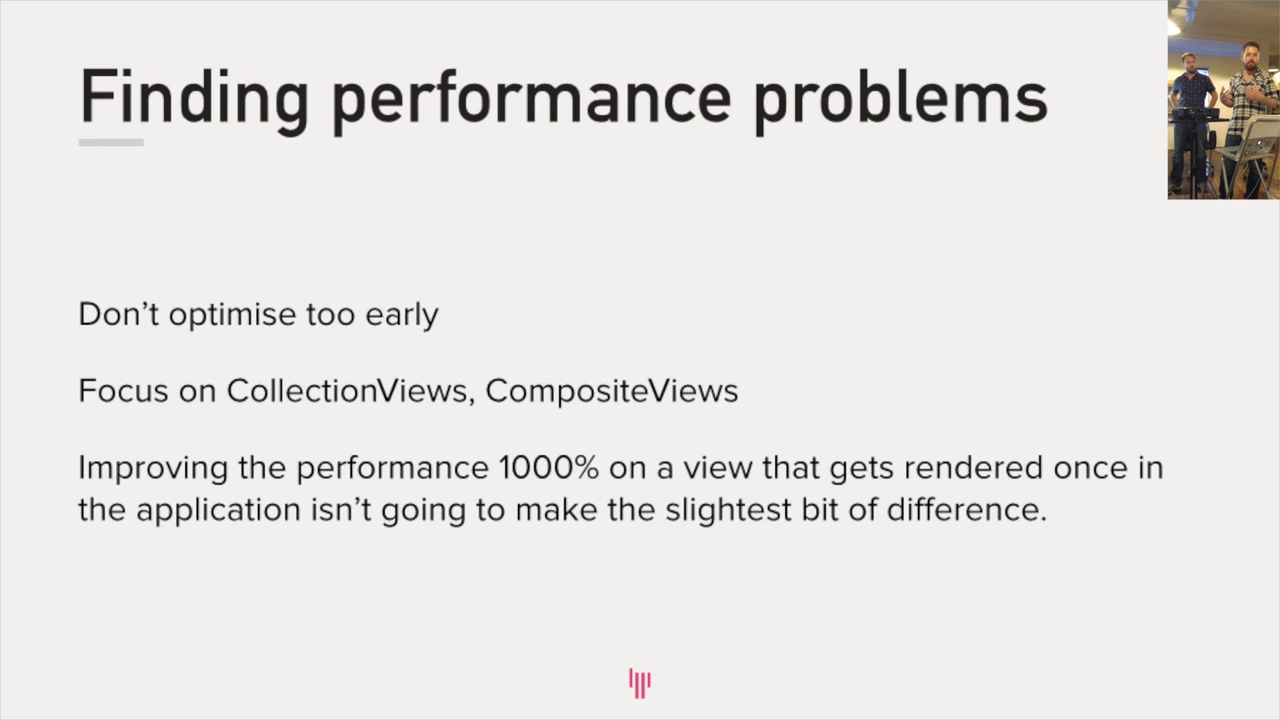 Finding performance problems
Don’t optimise too early
Focus on CollectionViews, CompositeViews
Improving the performance 1000% on a view that gets rendered once in
the application isn’t going to make the slightest bit of difference.